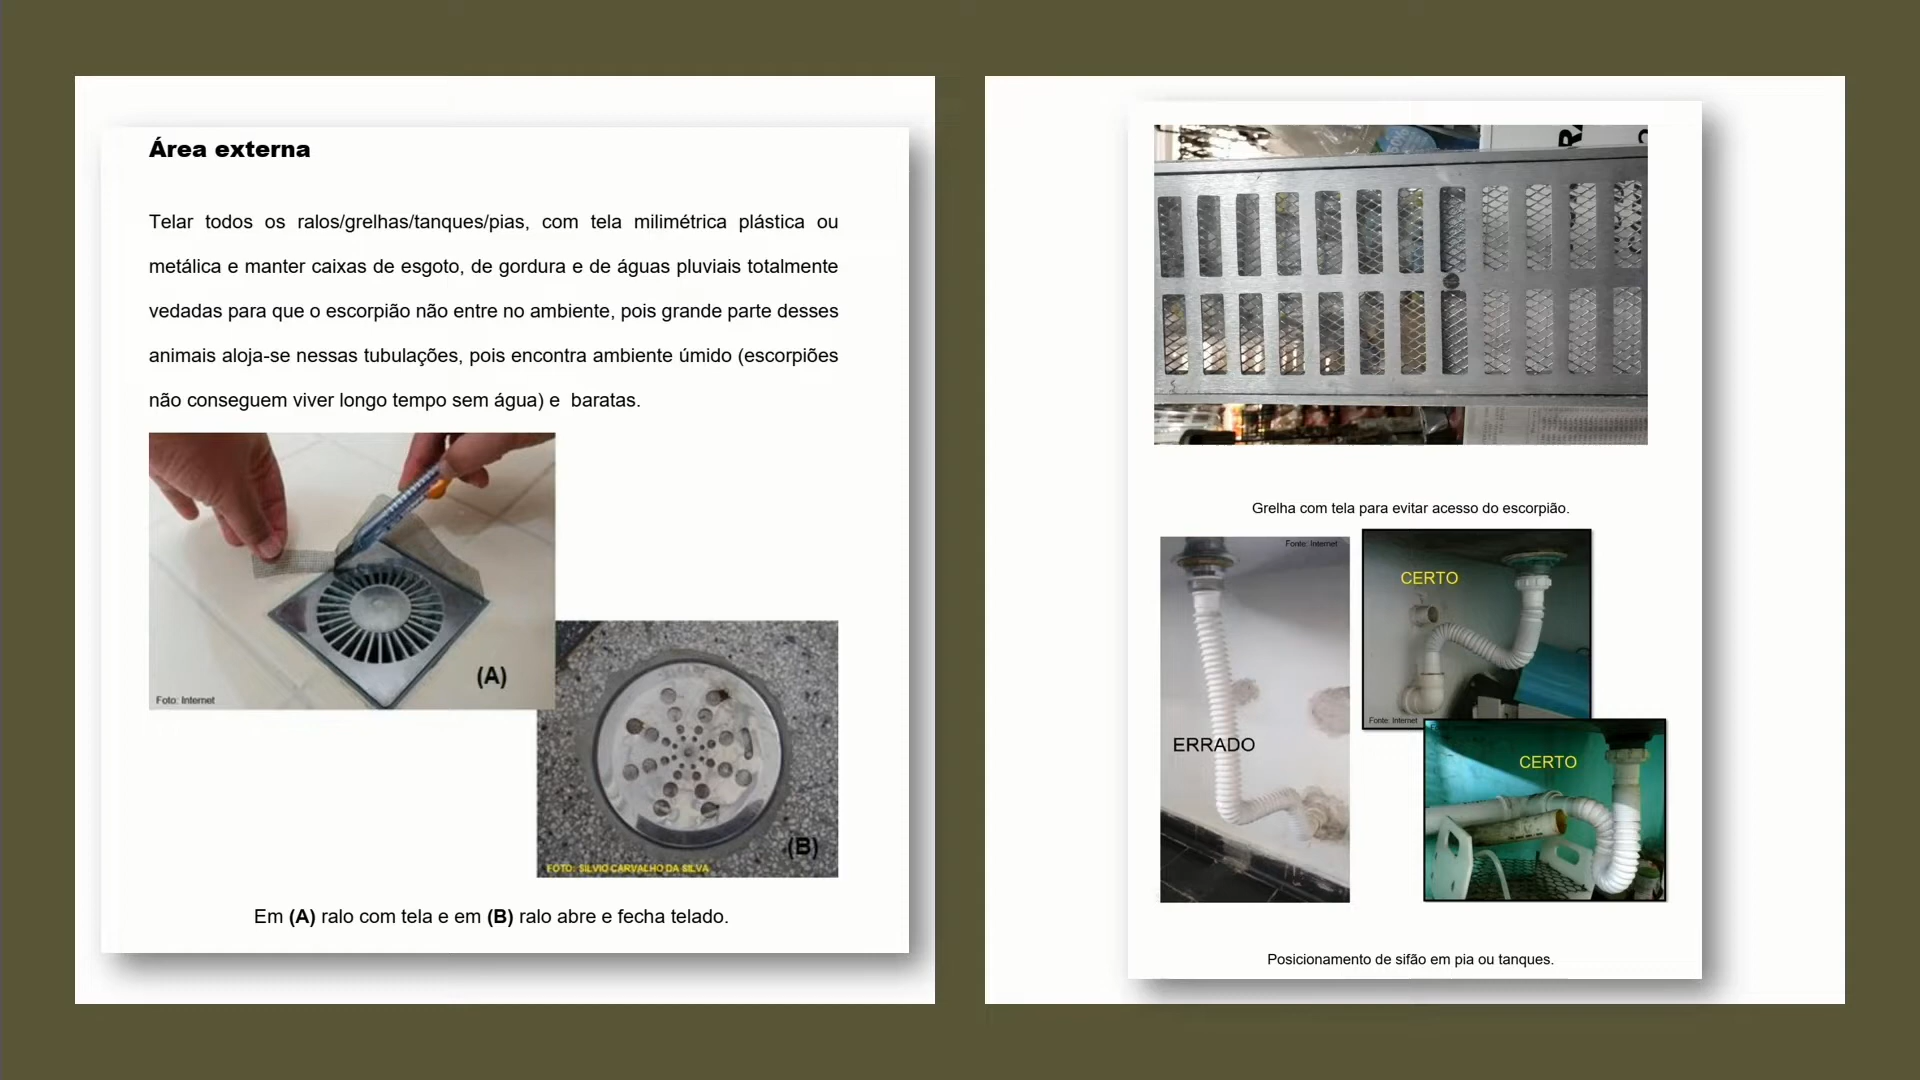 Área externa
Telar todos os ralos/grelhas/tanques/pias, com tela milimétrica plástica ou
metálica e manter caixas de esgoto, de gordura e de águas pluviais totalmente
vedadas para que o escorpião não entre no ambiente, pois grande parte desses
animais aloja-se nessas tubulações, pois encontra ambiente úmido (escorpiões
não conseguem viver longo tempo sem água) e baratas.
(A)
Foto: Internet
(B)
FOTO: SILVIO CARVALHO DA SILVA
Em (A) ralo com tela e em (B) ralo abre e fecha telado.
Grelha com tela para evitar acesso do escorpião.
Fonte: Internet
ERRADO
CERTO
Fonte: Internet
CERTO
Posicionamento de sifão em pia ou tanques.